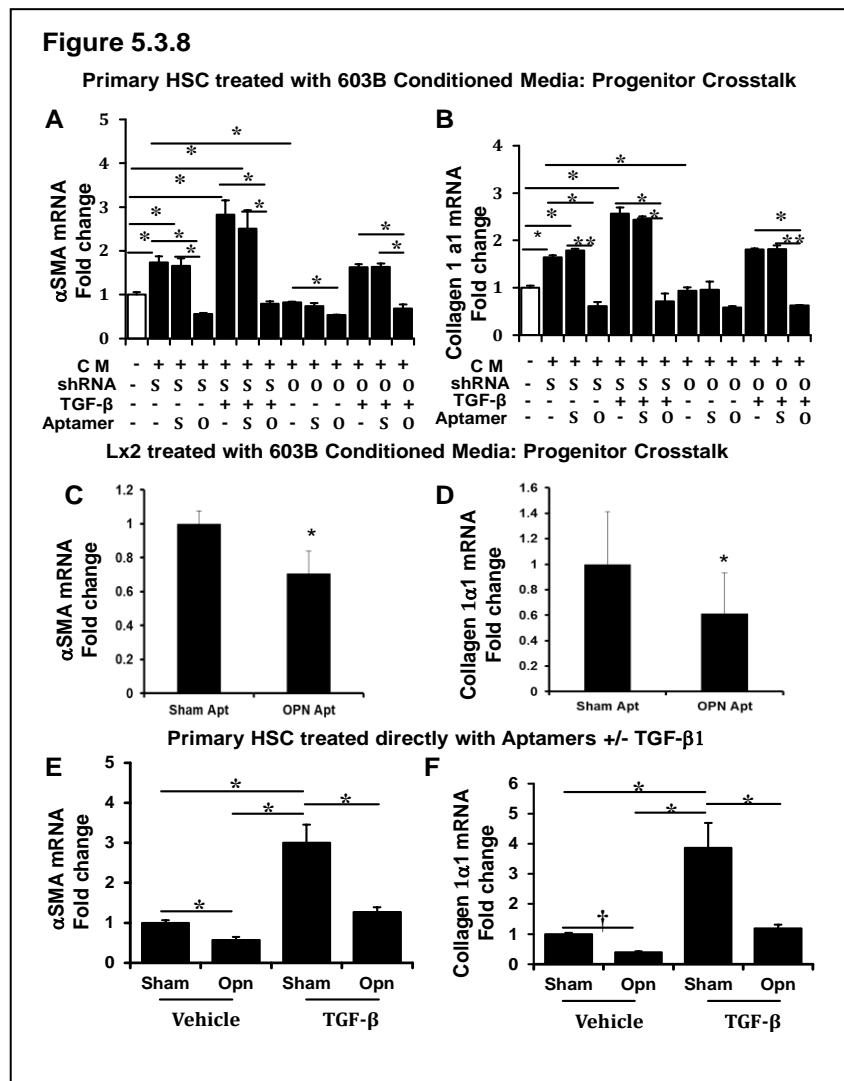 Figure 5.3.8
Primary HSC treated with 603B Conditioned Media: Progenitor Crosstalk
A
αSMA mRNA
Fold change
5
4
3
2
1
0
* * * * * * * * * * * * *
C M - + + + + + + + + + + + +
shRNA - S S S S S S O O O O O O
TGF-β - - - - + + + - - - + + +
Aptamer - - S O - S O - S O - S O
B
Collagen 1 a1 mRNA
Fold change
4
3
2
1
0
* * * * * ** * * * **
C M - + + + + + + + + + + + +
shRNA - S S S S S S O O O O O O
TGF-β - - - - + + + - - - + + +
Aptamer - - S O - S O - S O - S O
Lx2 treated with 603B Conditioned Media: Progenitor Crosstalk
C
αSMA mRNA
Fold change
1.2
1
0.8
0.6
0.4
0.2
0
*
Sham Apt OPN Apt
D
Collagen 1α1 mRNA
Fold change
1.6
1.4
1.2
1
0.8
0.6
0.4
0.2
0
*
Sham Apt OPN Apt
Primary HSC treated directly with Aptamers +/- TGF-β1
E
αSMA mRNA
Fold change
5
4
3
2
1
0
* * * *
Sham Opn Sham Opn
Vehicle TGF-β
F
Collagen 1α1 mRNA
Fold change
6
5
4
3
2
1
0
* * * †
Sham Opn Sham Opn
Vehicle TGF-β